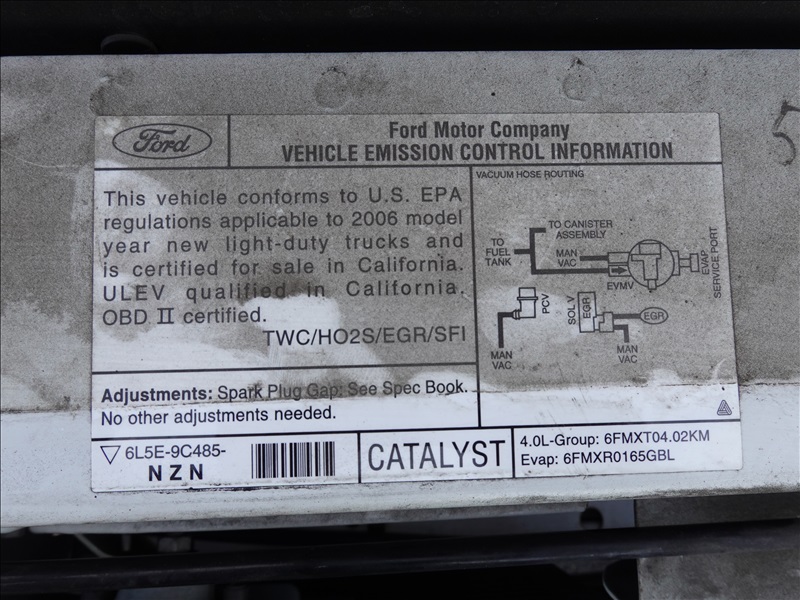 Ford
Ford Motor Company
VEHICLE EMISSION CONTROL INFORMATION
This vehicle conforms to U.S. EPA
regulations applicable to 2006 model
year new light-duty trucks and
is certified for sale in California.
ULEV qualified in California.
OBD II certified.
TWC/HO2S/EGR/SFI
Adjustments: Spark Plug Gap: See Spec Book.
No other adjustments needed.
VACUUM HOSE ROUTING
TO CANISTER
ASSEMBLY
TO
FUEL
TANK
MAN
VAC
EVMV
EVAP
SERVICE PORT
PCV
MAN
VAC
SOL V
EGR
EGR
MAN
VAC
6L5E-9C485-
NZN
CATALYST
4.0L-Group: 6FMXT04.02KM
Evap: 6FMXR0165GBL
5